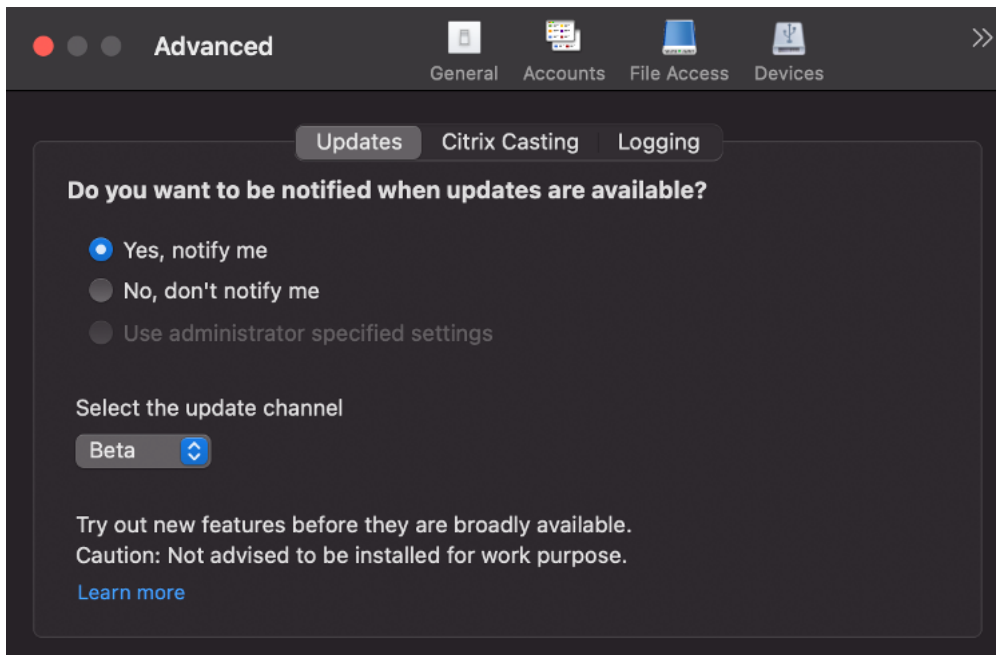 Advanced
General
Accounts
File Access
Devices
Updates
Citrix Casting
Logging
Do you want to be notified when updates are available?
Yes, notify me
No, don't notify me
Use administrator specified settings
Select the update channel
Beta
Try out new features before they are broadly available.
Caution: Not advised to be installed for work purpose.
Learn more